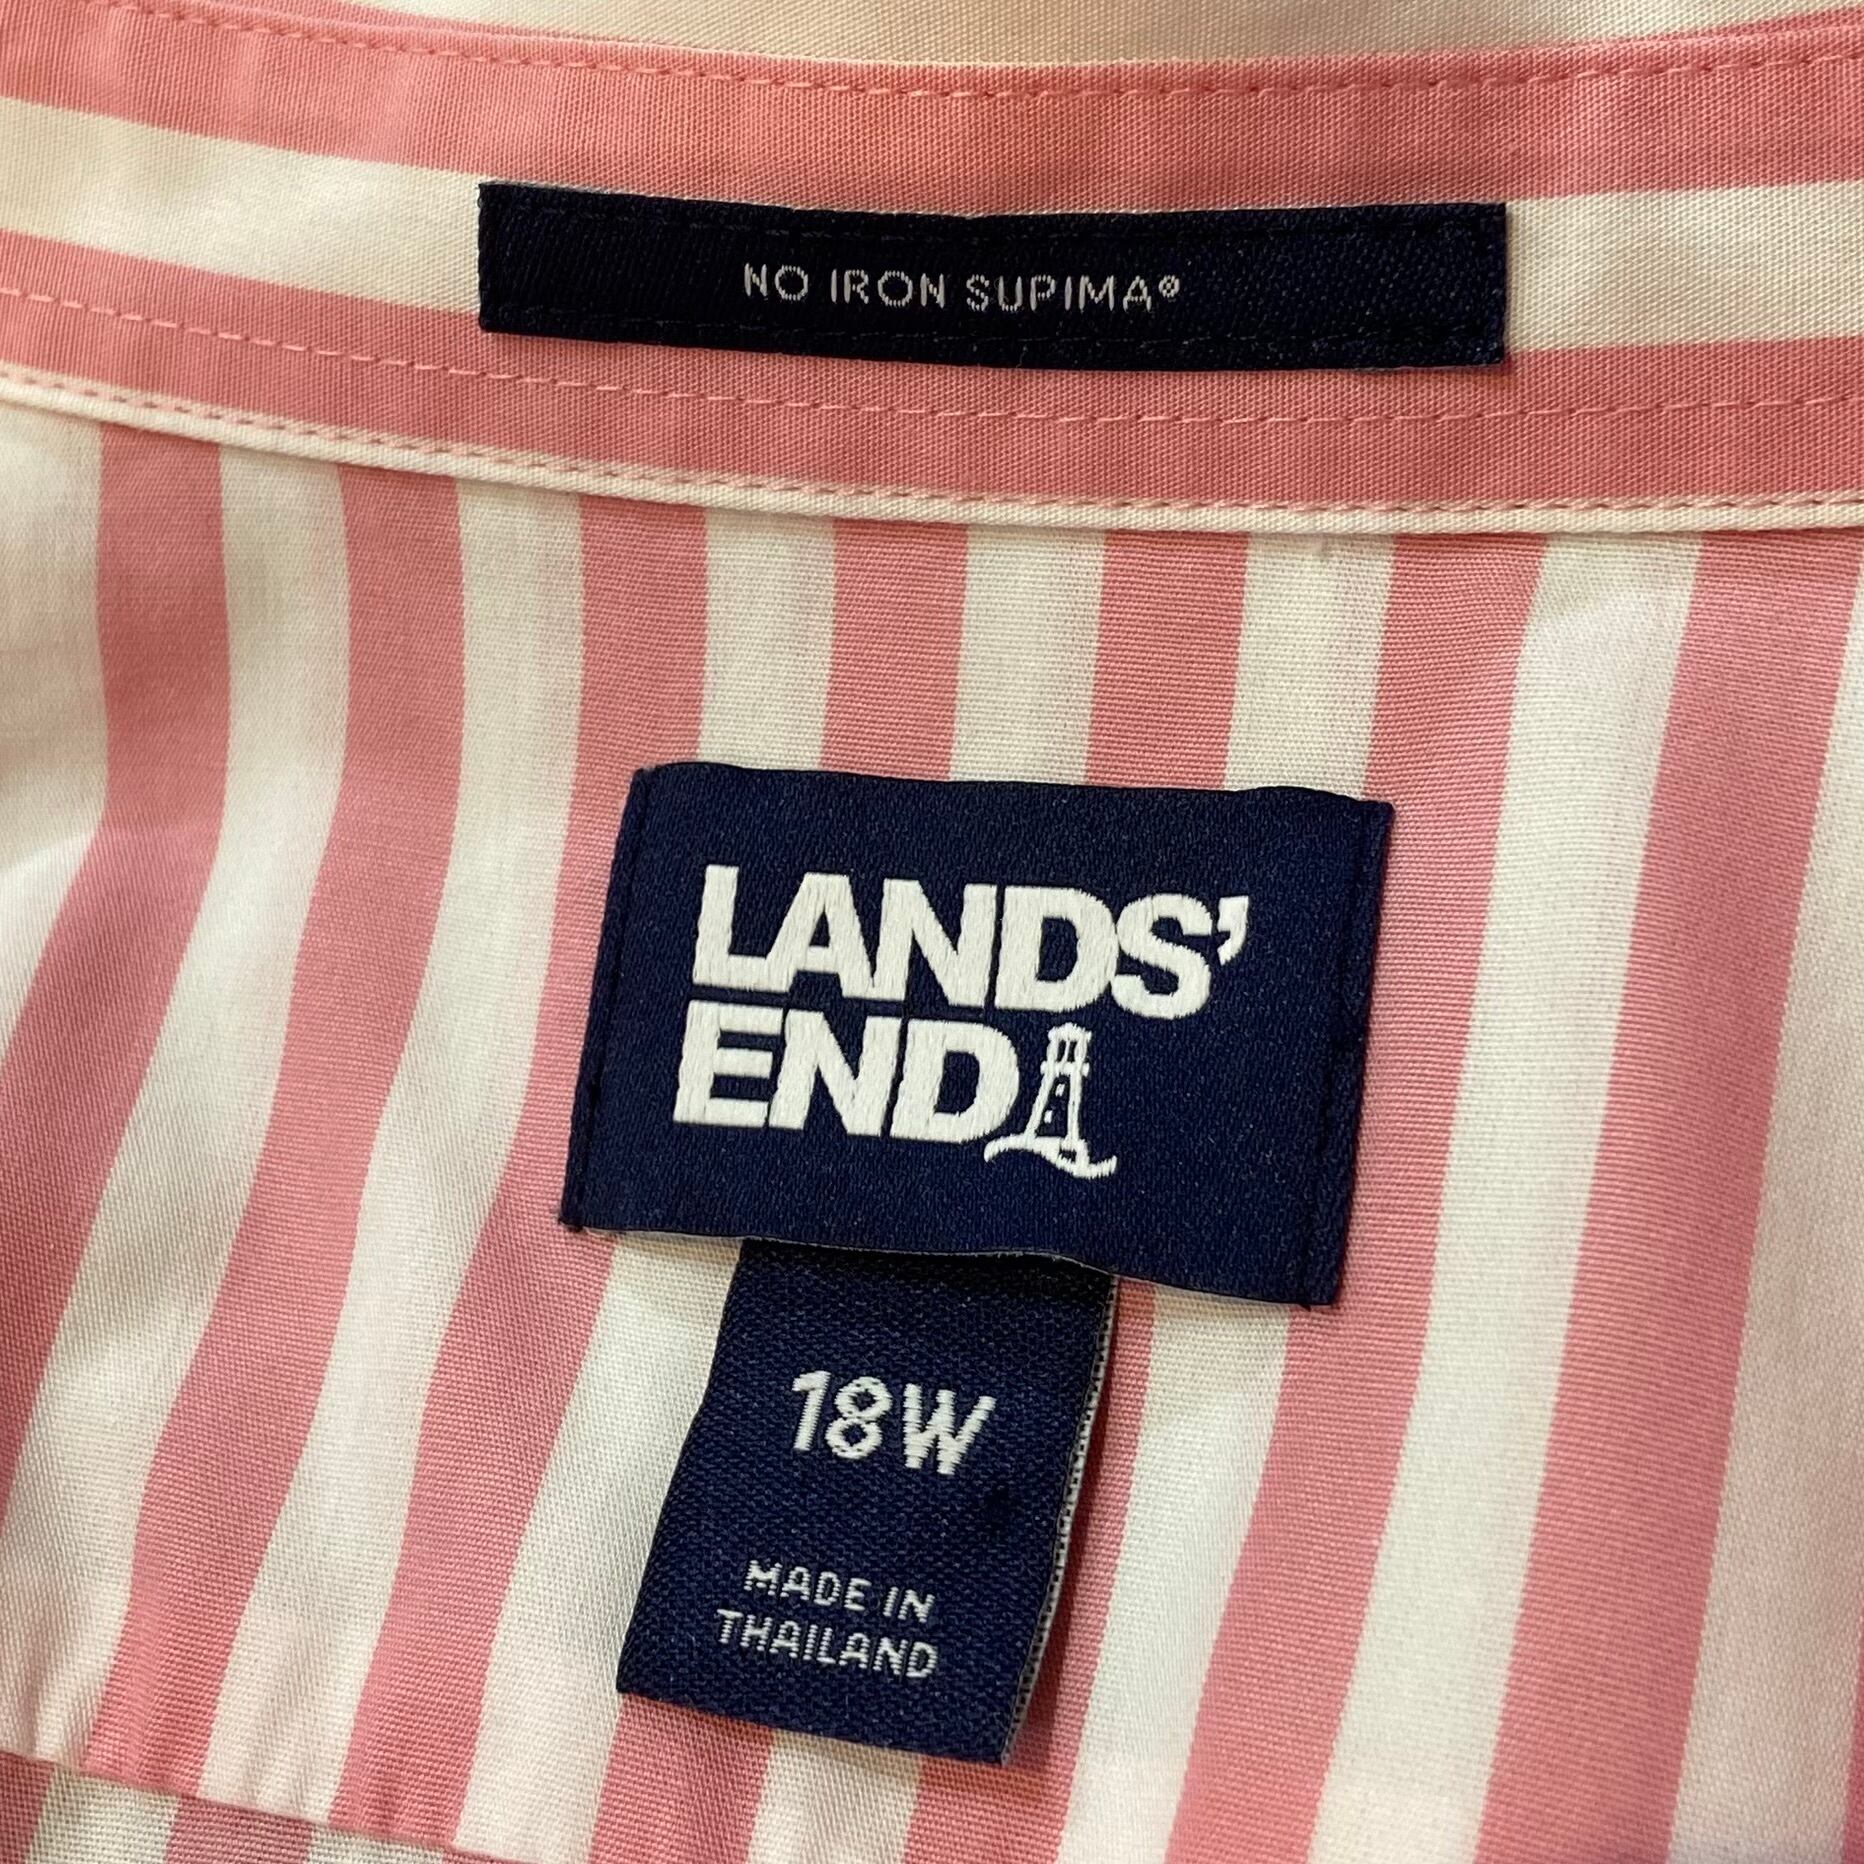 NO IRON SUPIMA®
LANDS'
END
18W
MADE IN
THAILAND